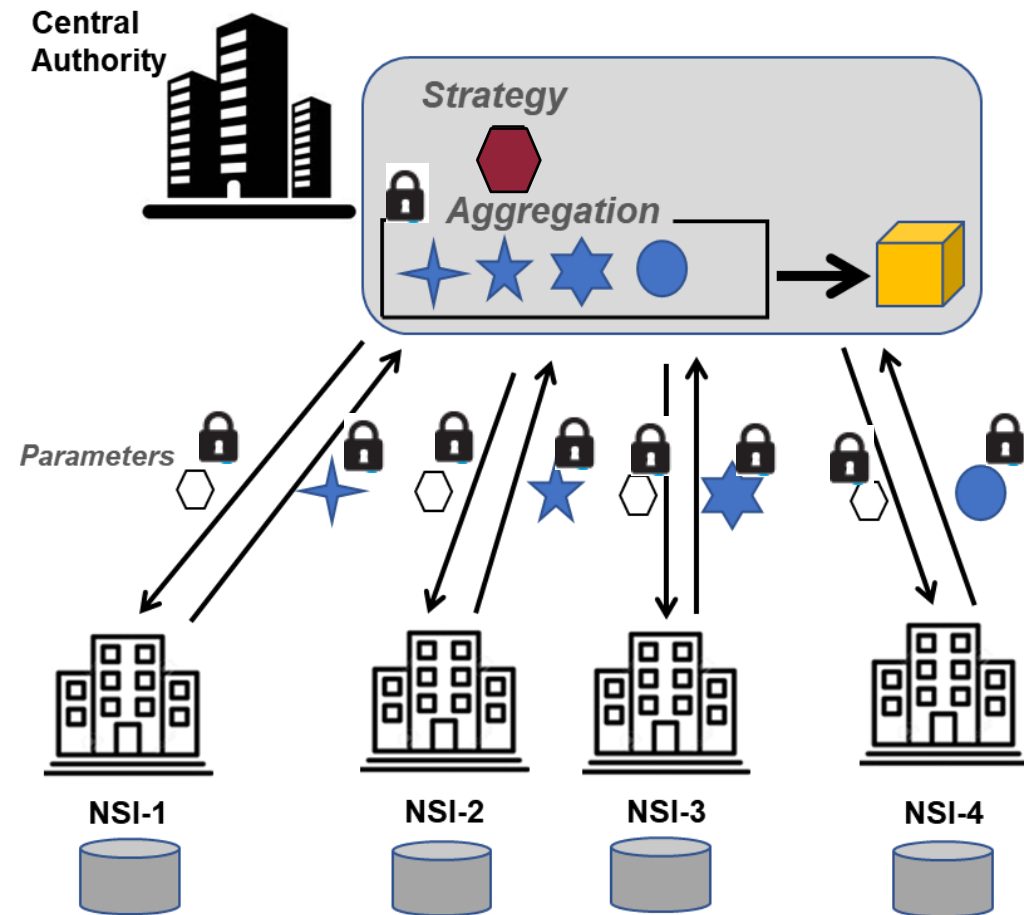 Central
Authority
Strategy
Aggregation
Parameters
NSI-1
NSI-2
NSI-3
NSI-4